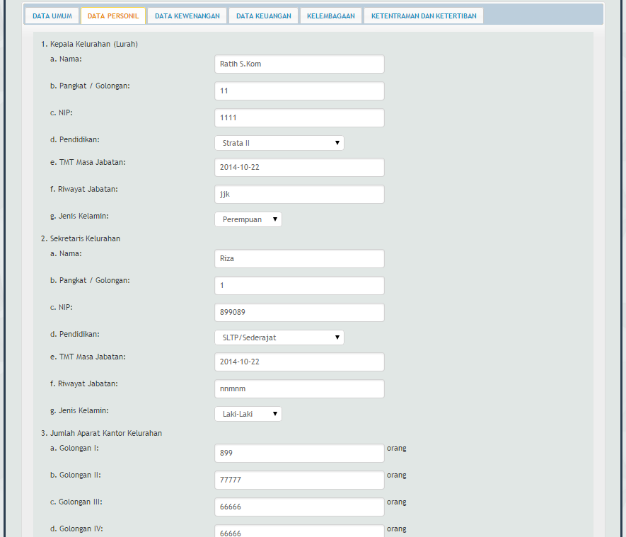 DATA UMUM DATA PERSONIL DATA KEWENANGAN DATA KEUANGAN KELEMBAGAAN KETENTRAMAN DAN KETERTIBAN
1. Kepala Kelurahan (Lurah)
a. Nama: Ratih S.Kom
b. Pangkat / Golongan: 11
c. NIP: 1111
d. Pendidikan: Strata II
e. TMT Masa Jabatan: 2014-10-22
f. Riwayat Jabatan: jjk
g. Jenis Kelamin: Perempuan
2. Sekretaris Kelurahan
a. Nama: Riza
b. Pangkat / Golongan: 1
c. NIP: 899089
d. Pendidikan: SLTP/Sederajat
e. TMT Masa Jabatan: 2014-10-22
f. Riwayat Jabatan: nnmnm
g. Jenis Kelamin: Laki-Laki
3. Jumlah Aparat Kantor Kelurahan
a. Golongan I: 899 orang
b. Golongan II: 77777 orang
c. Golongan III: 66666 orang
d. Golongan IV: 66666 orang